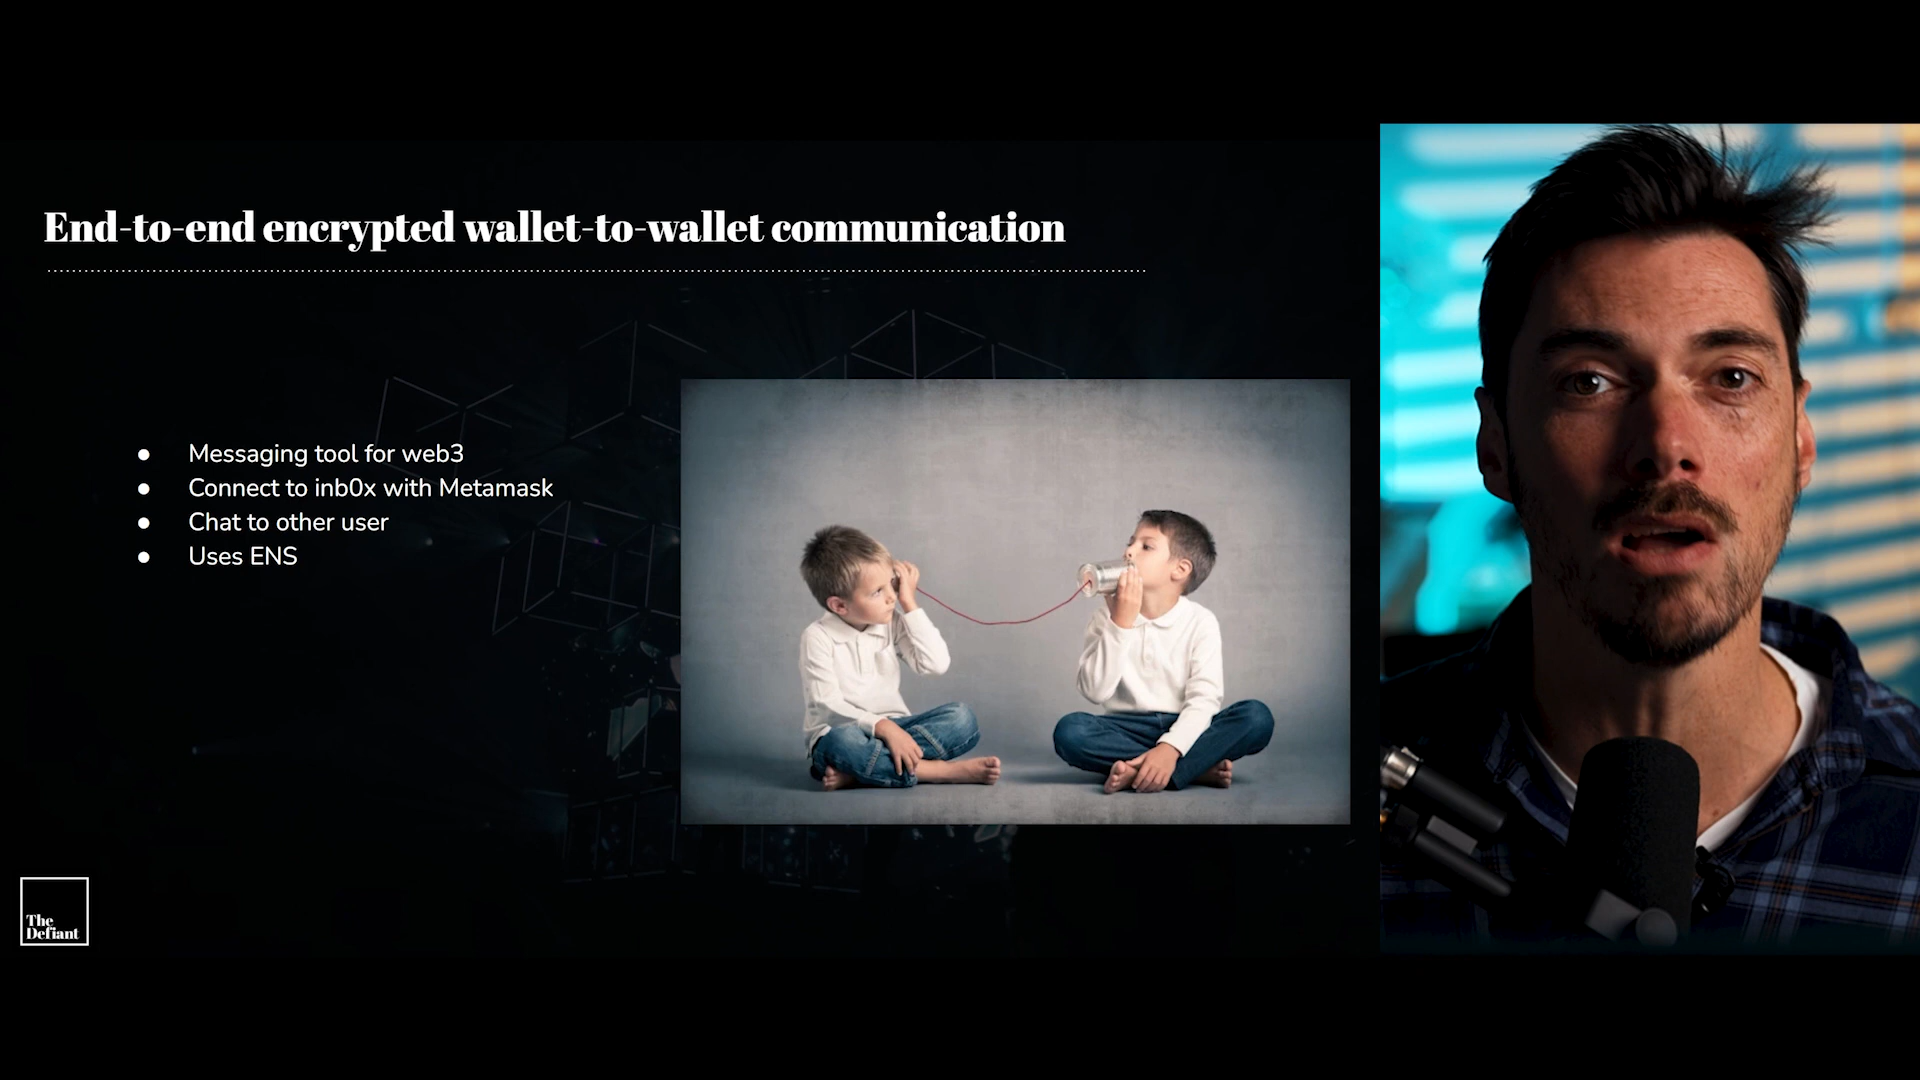 End-to-end encrypted wallet-to-wallet communication
● Messaging tool for web3
● Connect to inb0x with Metamask
● Chat to other user
● Uses ENS
The
Defiant